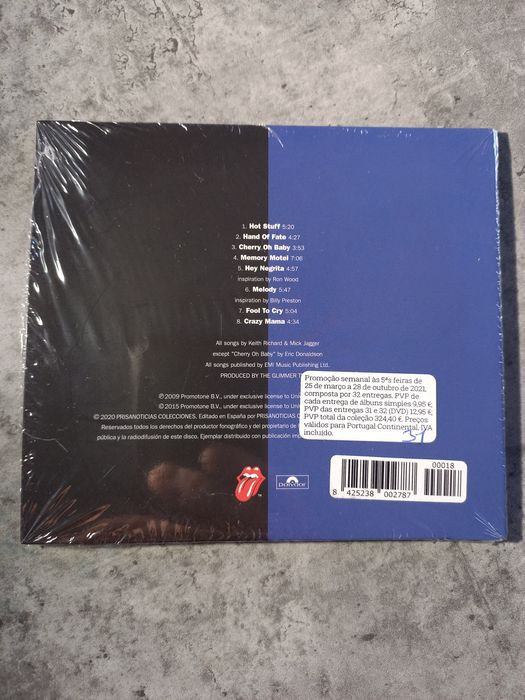 1. Hot Stuff 5:20
2. Hand Of Fate 4:27
3. Cherry Oh Baby 3:53
4. Memory Motel 7:06
5. Hey Negrita 4:57
inspiration by Ron Wood
6. Melody 5:47
inspiration by Billy Preston
7. Fool To Cry 5:04
8. Crazy Mama 4:34
All songs by Keith Richard & Mick Jagger
except "Cherry Oh Baby" by Eric Donaldson
All songs published by EMI Music Publishing Ltd.
PRODUCED BY THE GLIMMER T
℗ 2009 Promotone B.V., under exclusive license to Uni
© 2015 Promotone B.V., under exclusive license to Uni
© 2020 PRISANOTICIAS COLECCIONES. Editado en España por PRISANOTICIAS C
Reservados todos los derechos del productor fonográfico y del propietario de
pública y la radiodifusión de este disco. Ejemplar distribuido con publicación
Promoção semanal às 5ªs feiras de
25 de março a 28 de outubro de 2021,
composta por 32 entregas. PVP de
cada entrega de álbuns simples 9,95 €;
PVP das entregas 31 e 32 (DVD) 12,95 €;
PVP total da coleção 324,40 €. Preços
válidos para Portugal Continental, IVA
incluído.
31
00018
8 425238 002787
TM
Polydor